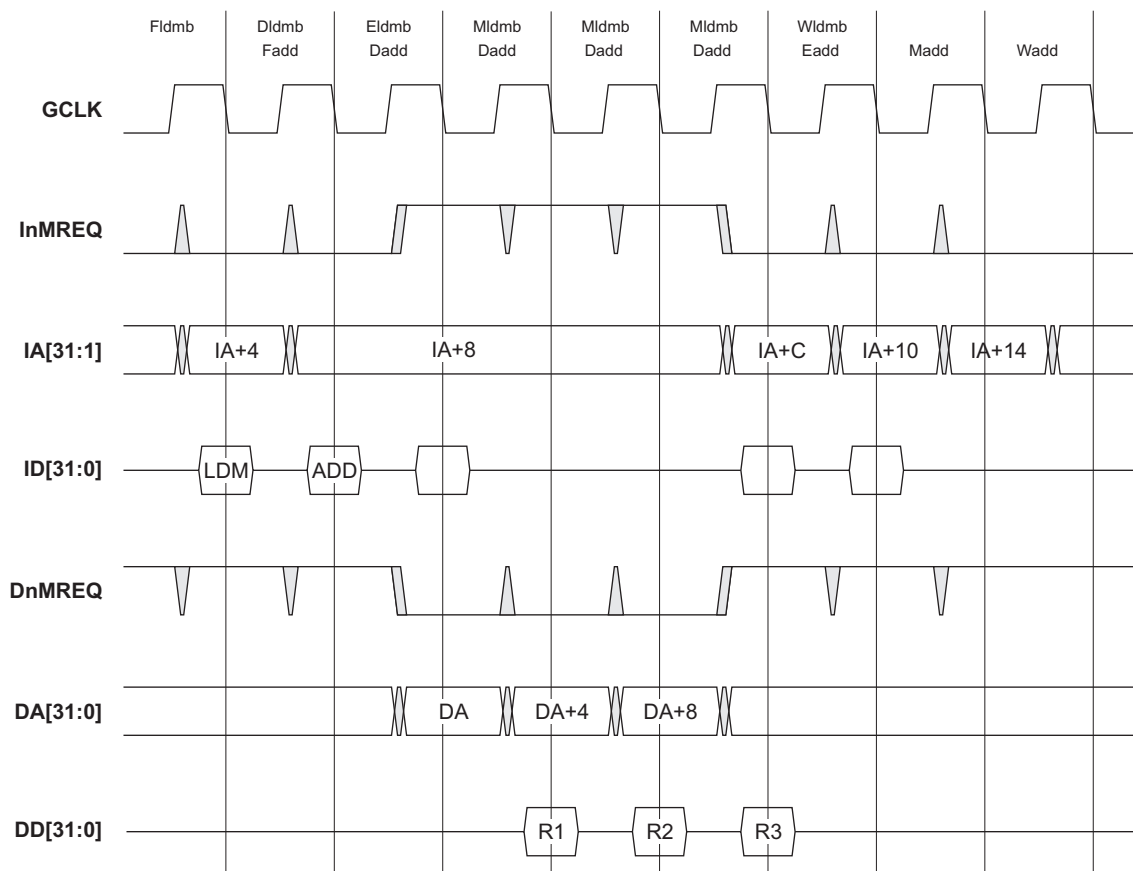 Fldmb Dldmb Eldmb Mldmb Mldmb Mldmb Wldmb
Fadd Dadd Dadd Dadd Dadd Eadd Madd Wadd
GCLK
InMREQ
IA[31:1] IA+4 IA+8 IA+C IA+10 IA+14
ID[31:0] LDM ADD
DnMREQ
DA[31:0] DA DA+4 DA+8
DD[31:0] R1 R2 R3